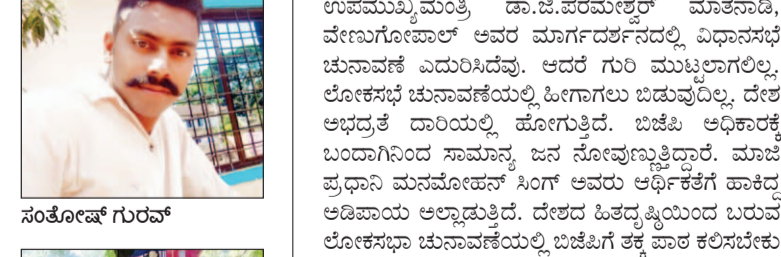 ಉಪಮುಖ್ಯಮಂತ್ರಿ ಡಾ.ಜಿ.ಪರಮೇಶ್ವರ್ ಮಾತನಾಡಿ,
ವೇಣುಗೋಪಾಲ್ ಅವರ ಮಾರ್ಗದರ್ಶನದಲ್ಲಿ ವಿಧಾನಸಭೆ
ಚುನಾವಣೆ ಎದುರಿಸಿದೆವು. ಆದರೆ ಗುರಿ ಮುಟ್ಟಲಾಗಲಿಲ್ಲ.
ಲೋಕಸಭೆ ಚುನಾವಣೆಯಲ್ಲಿ ಹೀಗಾಗಲು ಬಿಡುವುದಿಲ್ಲ. ದೇಶ
ಅಭದ್ರತೆ ದಾರಿಯಲ್ಲಿ ಹೋಗುತ್ತಿದೆ. ಬಿಜೆಪಿ ಅಧಿಕಾರಕ್ಕೆ
ಬಂದಾಗಿನಿಂದ ಸಾಮಾನ್ಯ ಜನ ನೋವುಣ್ಣುತ್ತಿದ್ದಾರೆ. ಮಾಜಿ
ಪ್ರಧಾನಿ ಮನಮೋಹನ್ ಸಿಂಗ್ ಅವರು ಆರ್ಥಿಕತೆಗೆ ಹಾಕಿದ್ದ
ಅಡಿಪಾಯ ಅಲ್ಲಾಡುತ್ತಿದೆ. ದೇಶದ ಹಿತದೃಷ್ಠಿಯಿಂದ ಬರುವ
ಲೋಕಸಭಾ ಚುನಾವಣೆಯಲ್ಲಿ ಬಿಜೆಪಿಗೆ ತಕ್ಕ ಪಾಠ ಕಲಿಸಬೇಕು
ಸಂತೋಷ್ ಗುರವ್